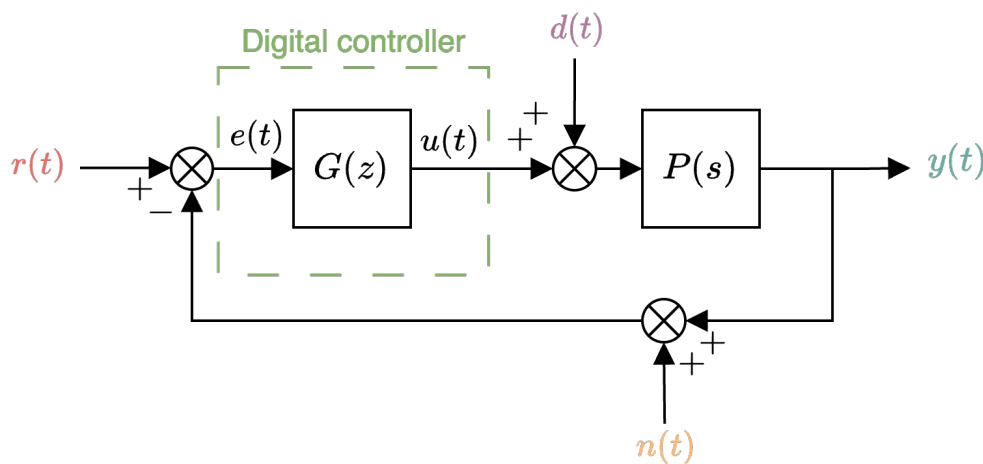 Digital controller
d(t)
r(t)
+
−
e(t)
G(z)
u(t)
+
+
P(s)
y(t)
+
+
n(t)